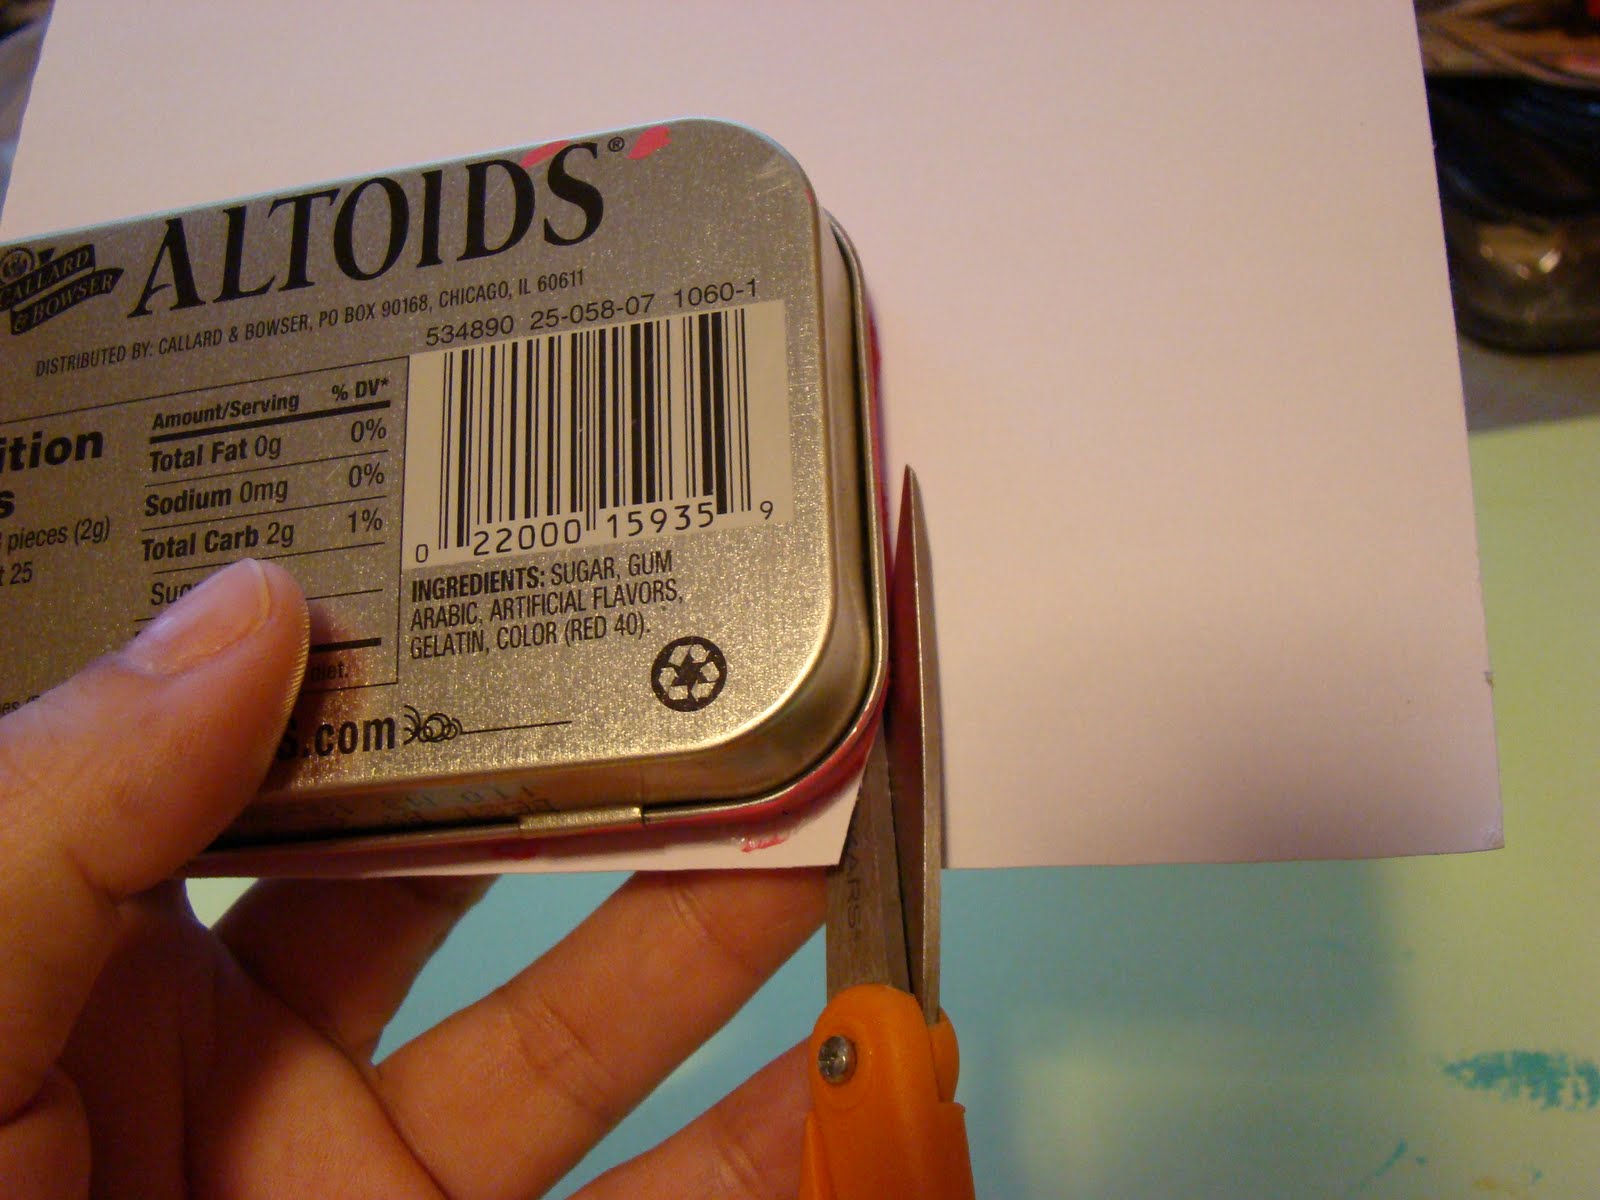 ALTOIDS®
CALLARD
& BOWSER
DISTRIBUTED BY: CALLARD & BOWSER, PO BOX 90168, CHICAGO, IL 60611
534890 25-058-07 1060-1
Amount/Serving % DV*
Total Fat 0g 0%
Sodium 0mg 0%
Total Carb 2g 1%
Sug
ition
s
pieces (2g)
t 25
diet.
0 22000 15935 9
INGREDIENTS: SUGAR, GUM
ARABIC, ARTIFICIAL FLAVORS,
GELATIN, COLOR (RED 40).
s.com